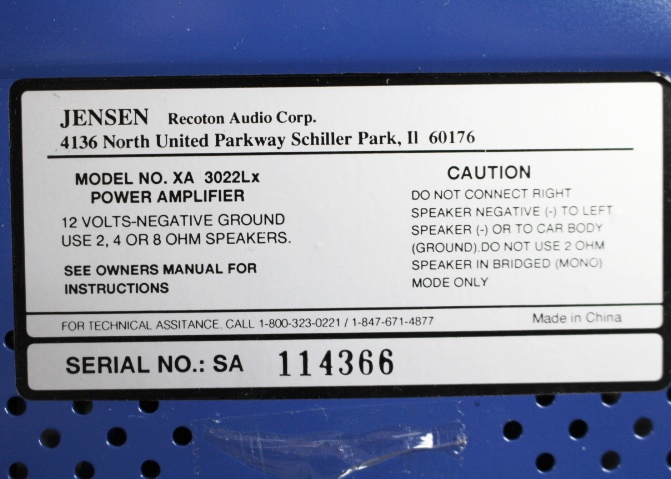 JENSEN Recoton Audio Corp.
4136 North United Parkway Schiller Park, Il 60176
MODEL NO. XA 3022Lx
POWER AMPLIFIER
12 VOLTS-NEGATIVE GROUND
USE 2, 4 OR 8 OHM SPEAKERS.
SEE OWNERS MANUAL FOR
INSTRUCTIONS
CAUTION
DO NOT CONNECT RIGHT
SPEAKER NEGATIVE (-) TO LEFT
SPEAKER (-) OR TO CAR BODY
(GROUND).DO NOT USE 2 OHM
SPEAKER IN BRIDGED (MONO)
MODE ONLY
FOR TECHNICAL ASSITANCE. CALL 1-800-323-0221 / 1-847-671-4877
Made in China
SERIAL NO.: SA 114366